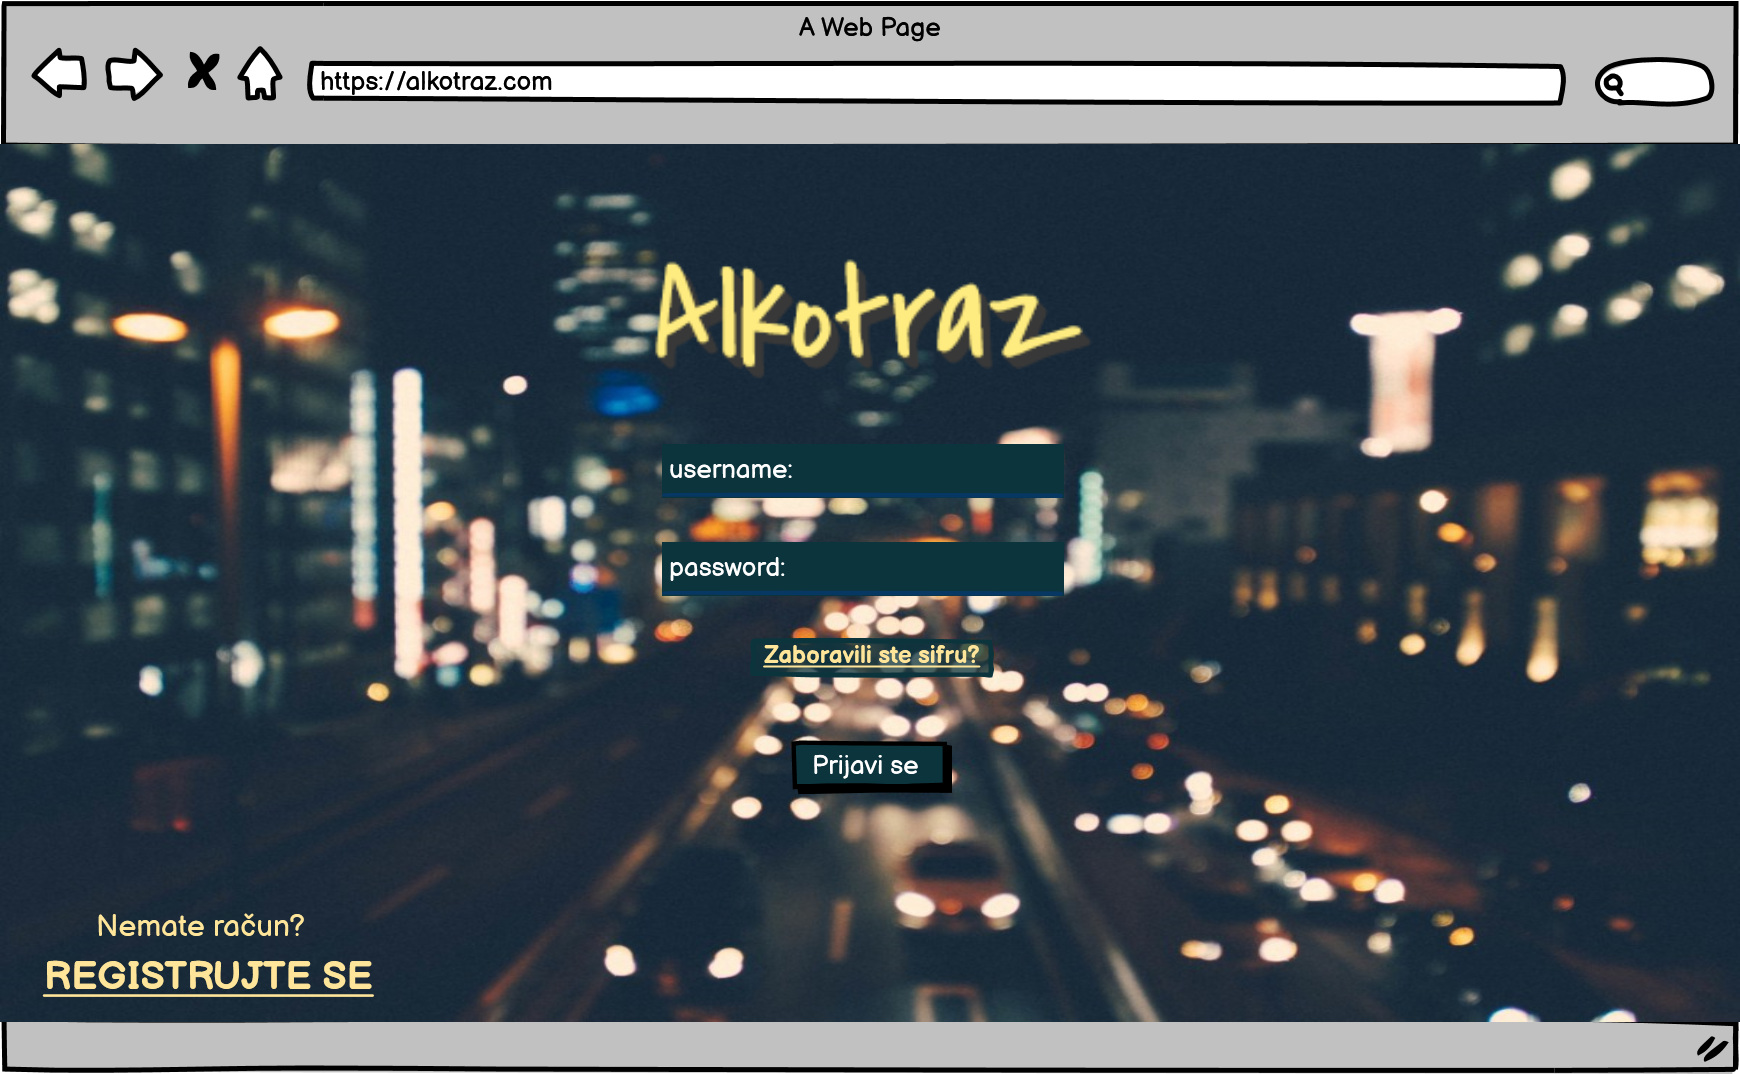 A Web Page
https://alkotraz.com
Alkotraz
username:
password:
Zaboravili ste sifru?
Prijavi se
Nemate račun?
REGISTRUJTE SE